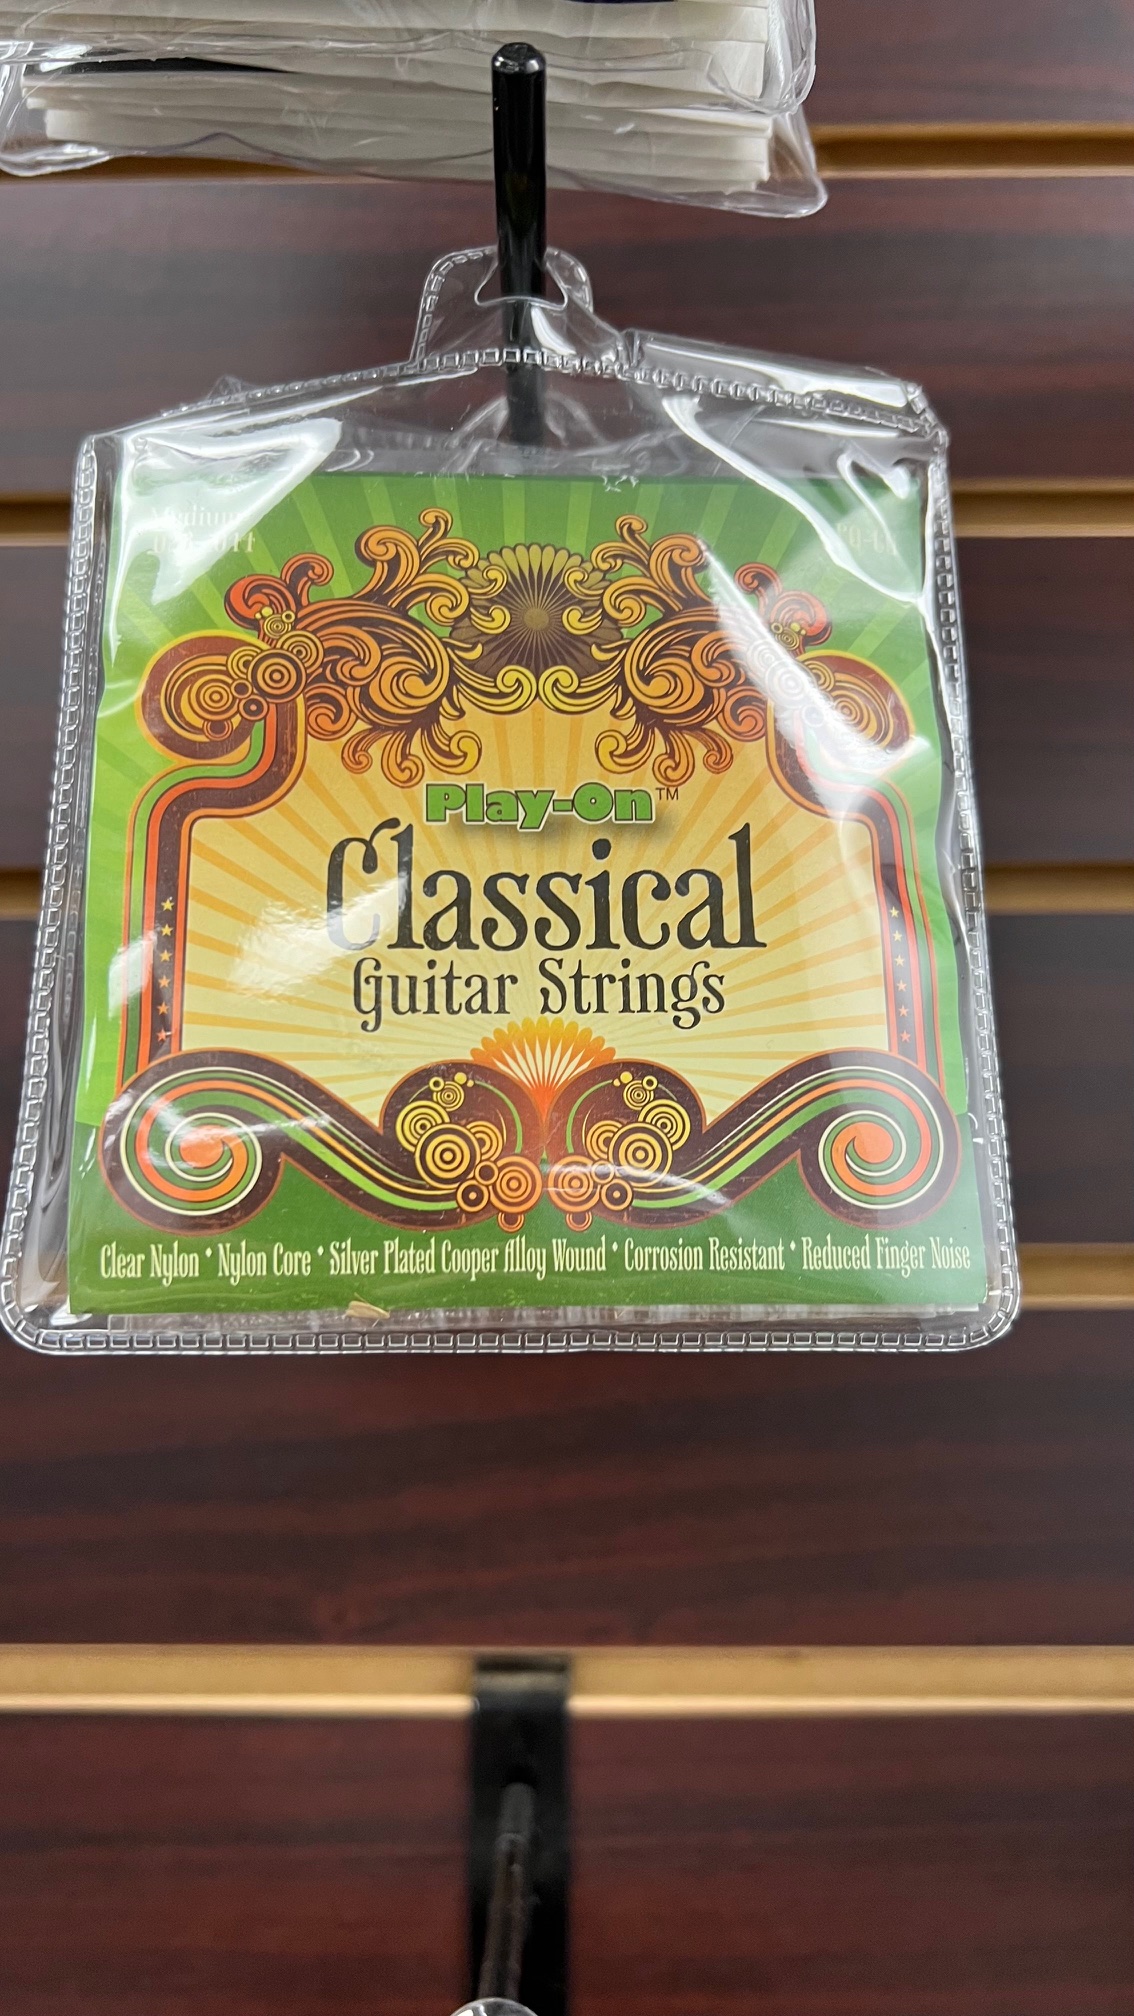 Medium
Play-On™
Classical
Guitar Strings
Clear Nylon • Nylon Core • Silver Plated Cooper Alloy Wound • Corrosion Resistant • Reduced Finger Noise